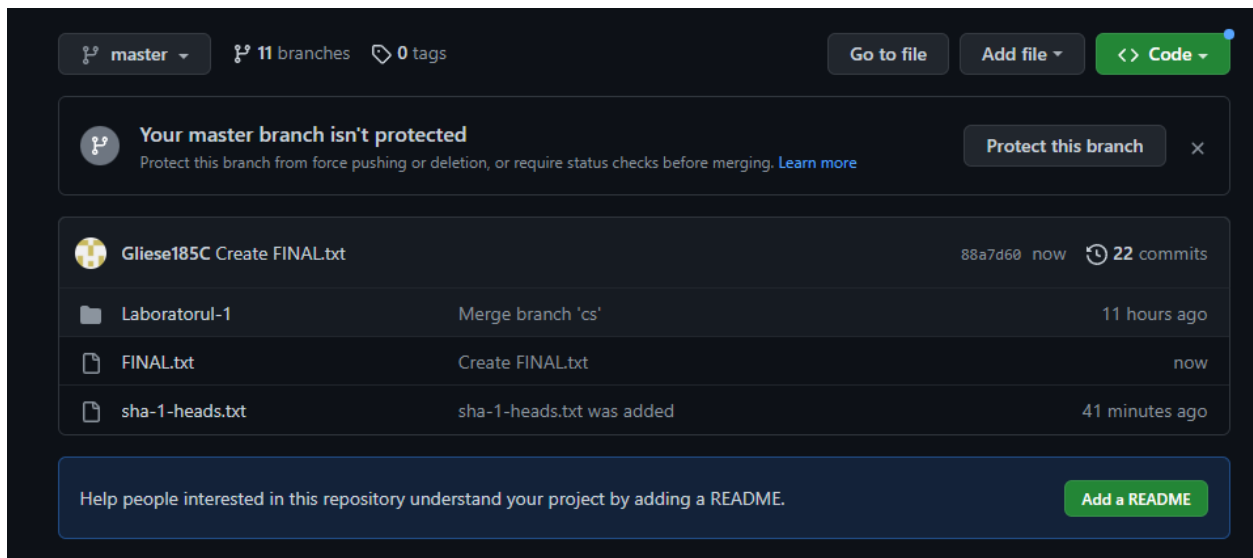 master 11 branches 0 tags Go to file Add file <> Code
Your master branch isn't protected
Protect this branch from force pushing or deletion, or require status checks before merging. Learn more
Protect this branch ×
Gliese185C Create FINAL.txt 88a7d60 now 22 commits
Laboratorul-1 Merge branch 'cs' 11 hours ago
FINAL.txt Create FINAL.txt now
sha-1-heads.txt sha-1-heads.txt was added 41 minutes ago
Help people interested in this repository understand your project by adding a README. Add a README